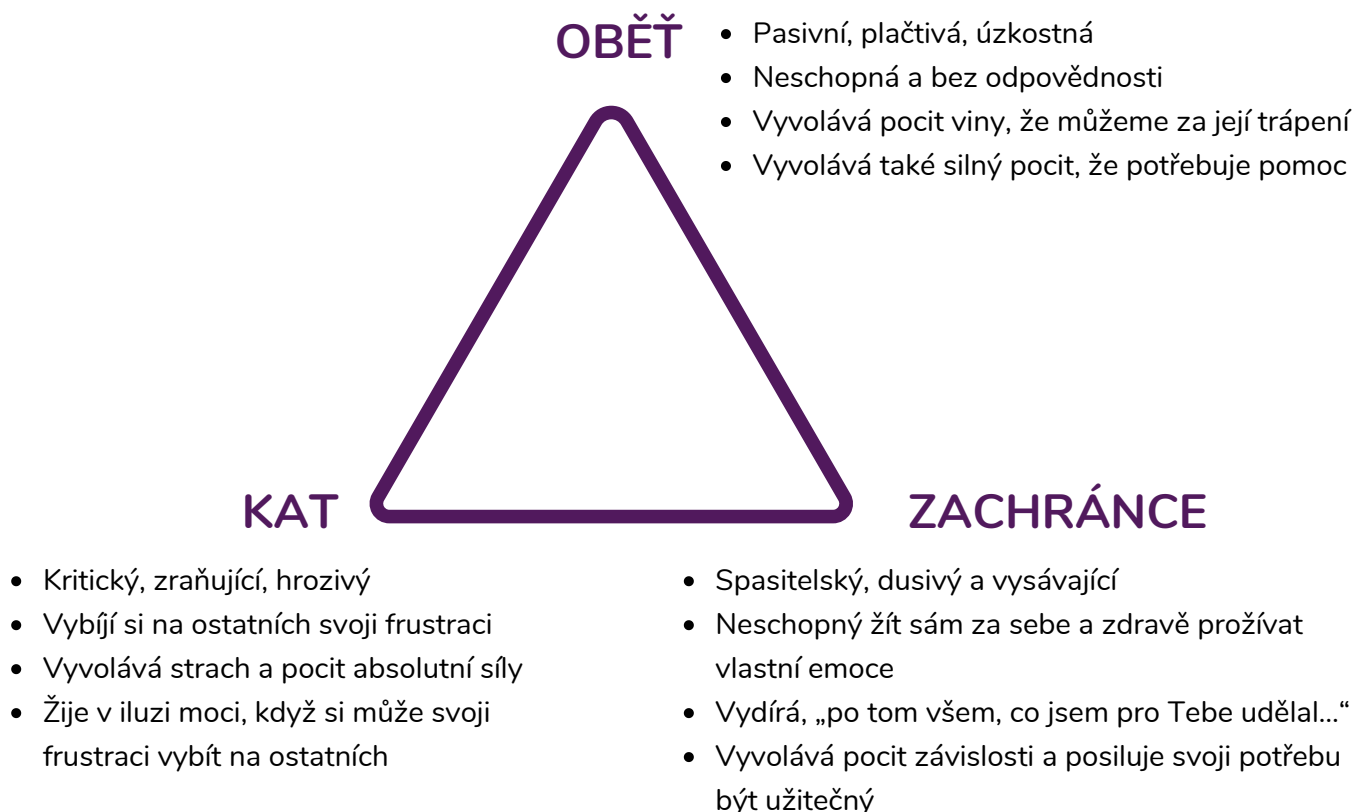 OBĚŤ
• Pasivní, plačtivá, úzkostná
• Neschopná a bez odpovědnosti
• Vyvolává pocit viny, že můžeme za její trápení
• Vyvolává také silný pocit, že potřebuje pomoc
KAT
• Kritický, zraňující, hrozivý
• Vybíjí si na ostatních svoji frustraci
• Vyvolává strach a pocit absolutní síly
• Žije v iluzi moci, když si může svoji
frustraci vybít na ostatních
ZACHRÁNCE
• Spasitelský, dusivý a vysávající
• Neschopný žít sám za sebe a zdravě prožívat
vlastní emoce
• Vydírá, „po tom všem, co jsem pro Tebe udělal...“
• Vyvolává pocit závislosti a posiluje svoji potřebu
být užitečný